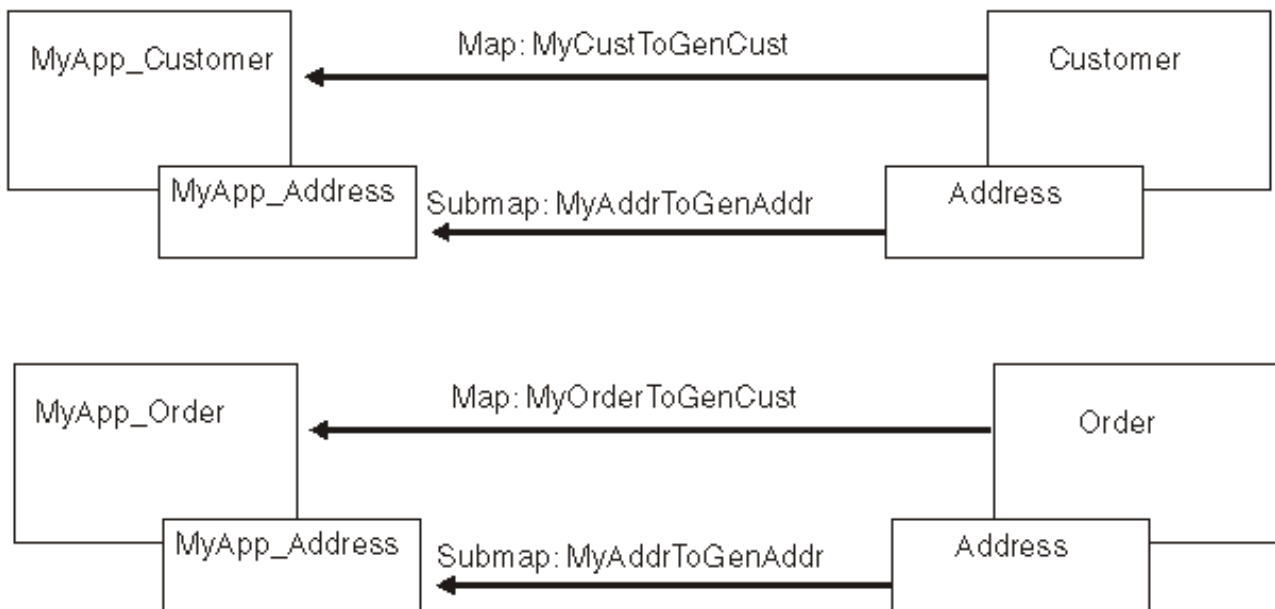 Map: MyCustToGenCust
MyApp_Customer
Customer
MyApp_Address
Address
Submap: MyAddrToGenAddr
Map: MyOrderToGenCust
MyApp_Order
Order
MyApp_Address
Address
Submap: MyAddrToGenAddr